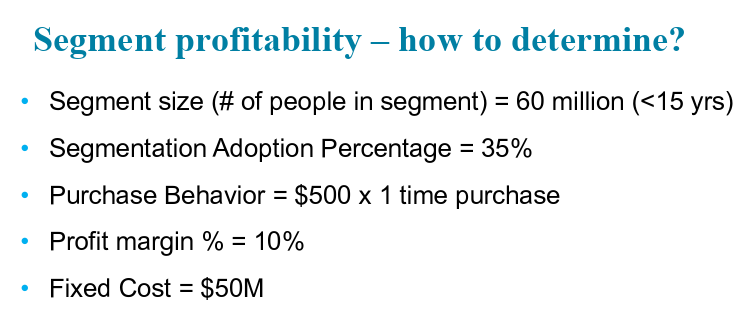 Segment profitability – how to determine?
• Segment size (# of people in segment) = 60 million (<15 yrs)
• Segmentation Adoption Percentage = 35%
• Purchase Behavior = $500 x 1 time purchase
• Profit margin % = 10%
• Fixed Cost = $50M